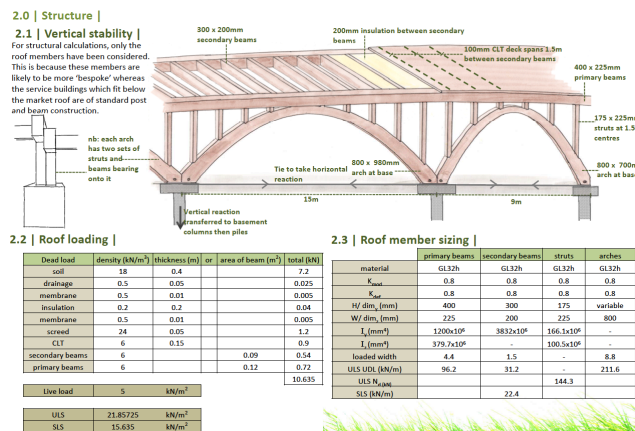 2.0 | Structure |
2.1 | Vertical stability |
For structural calculations, only the
roof members have been considered.
This is because these members are
likely to be more 'bespoke' whereas
the service buildings which fit below
the market roof are of standard post
and beam construction.
nb: each arch
has two sets of
struts and
beams bearing
onto it
300 x 200mm
secondary beams
200mm insulation between secondary
beams
100mm CLT deck spans 1.5m
between secondary beams
400 x 225mm
primary beams
175 x 225m
struts at 1.5
centres
800 x 980mm
arch at base
800 x 700m
arch at bas
Tie to take horizontal
reaction
15m
9m
Vertical reaction
transferred to basement
columns then piles
2.2 | Roof loading |
Dead load density (kN/m³) thickness (m) or area of beam (m²) total (kN)
soil 18 0.4 7.2
drainage 0.5 0.05 0.025
membrane 0.5 0.01 0.005
insulation 0.2 0.2 0.04
membrane 0.5 0.01 0.005
screed 24 0.05 1.2
CLT 6 0.15 0.9
secondary beams 6 0.09 0.54
primary beams 6 0.12 0.72
10.635
Live load 5 kN/m²
ULS 21.85725 kN/m²
SLS 15.635 kN/m²
2.3 | Roof member sizing |
primary beams secondary beams struts arches
material GL32h GL32h GL32h GL32h
K mod 0.8 0.8 0.8 0.8
K def 0.8 0.8 0.8 0.8
H/ dim, (mm) 400 300 175 variable
W/ dim, (mm) 225 200 225 800
I, (mm⁴) 1200x10⁶ 3832x10⁶ 166.1x10⁶ -
I, (mm⁴) 379.7x10⁶ - 100.5x10⁶ -
loaded width 4.4 1.5 - 8.8
ULS UDL (kN/m) 96.2 31.2 - 211.6
ULS N 144.3
SLS (kN/m) 22.4